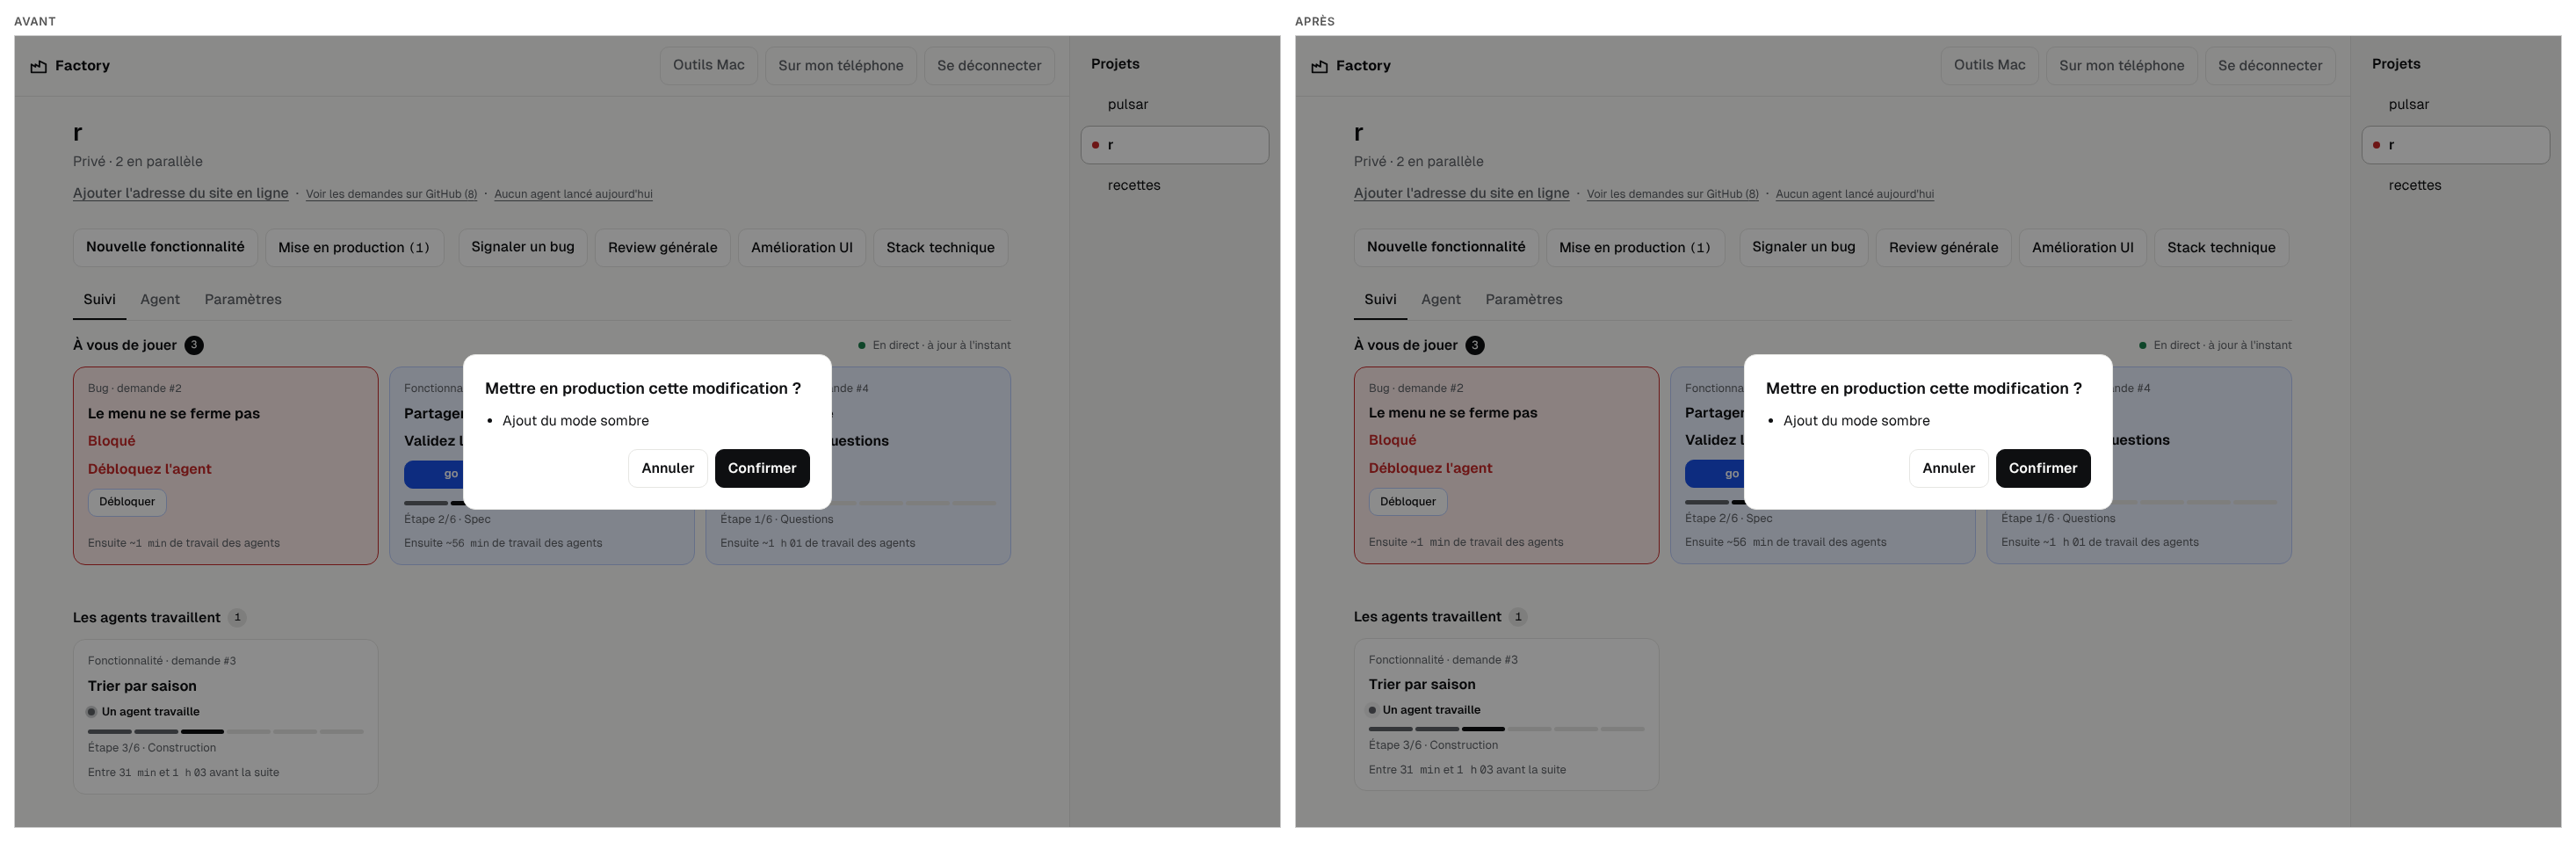 AVANT
Factory
Outils Mac
Sur mon téléphone
Se déconnecter
Projets
pulsar
r
recettes
r
Privé · 2 en parallèle
Ajouter l'adresse du site en ligne · Voir les demandes sur GitHub (8) · Aucun agent lancé aujourd'hui
Nouvelle fonctionnalité
Mise en production (1)
Signaler un bug
Review générale
Amélioration UI
Stack technique
Suivi
Agent
Paramètres
À vous de jouer 3
En direct · à jour à l'instant
Bug · demande #2
Le menu ne se ferme pas
Bloqué
Débloquez l'agent
Débloquer
Ensuite ~1 min de travail des agents
Étape 2/6 · Spec
Ensuite ~56 min de travail des agents
#4
Étape 1/6 · Questions
Ensuite ~1 h 01 de travail des agents
Mettre en production cette modification ?
• Ajout du mode sombre
Annuler
Confirmer
go
Les agents travaillent 1
Fonctionnalité · demande #3
Trier par saison
Un agent travaille
Étape 3/6 · Construction
Entre 31 min et 1 h 03 avant la suite
APRÈS
Factory
Outils Mac
Sur mon téléphone
Se déconnecter
Projets
pulsar
r
recettes
r
Privé · 2 en parallèle
Ajouter l'adresse du site en ligne · Voir les demandes sur GitHub (8) · Aucun agent lancé aujourd'hui
Nouvelle fonctionnalité
Mise en production (1)
Signaler un bug
Review générale
Amélioration UI
Stack technique
Suivi
Agent
Paramètres
À vous de jouer 3
En direct · à jour à l'instant
Bug · demande #2
Le menu ne se ferme pas
Bloqué
Débloquez l'agent
Débloquer
Ensuite ~1 min de travail des agents
Étape 2/6 · Spec
Ensuite ~56 min de travail des agents
#4
Étape 1/6 · Questions
Ensuite ~1 h 01 de travail des agents
Mettre en production cette modification ?
• Ajout du mode sombre
Annuler
Confirmer
go
Les agents travaillent 1
Fonctionnalité · demande #3
Trier par saison
Un agent travaille
Étape 3/6 · Construction
Entre 31 min et 1 h 03 avant la suite